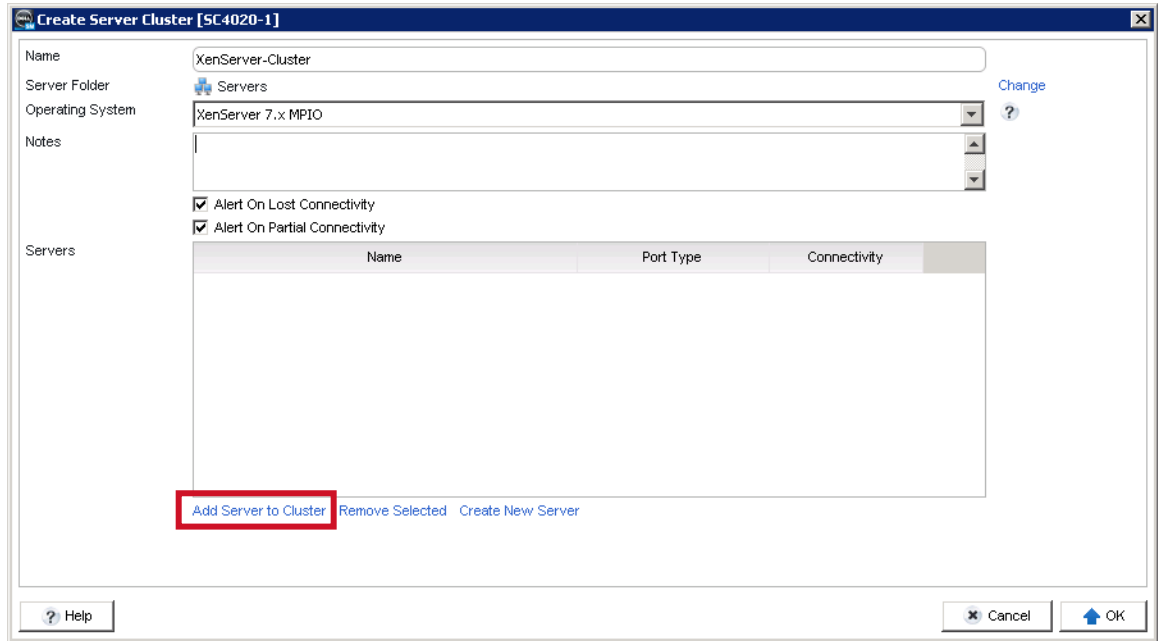 Create Server Cluster [SC4020-1]
Name XenServer-Cluster
Server Folder Servers Change
Operating System XenServer 7.x MPIO ?
Notes
Alert On Lost Connectivity
Alert On Partial Connectivity
Servers Name Port Type Connectivity
Add Server to Cluster Remove Selected Create New Server
? Help Cancel OK